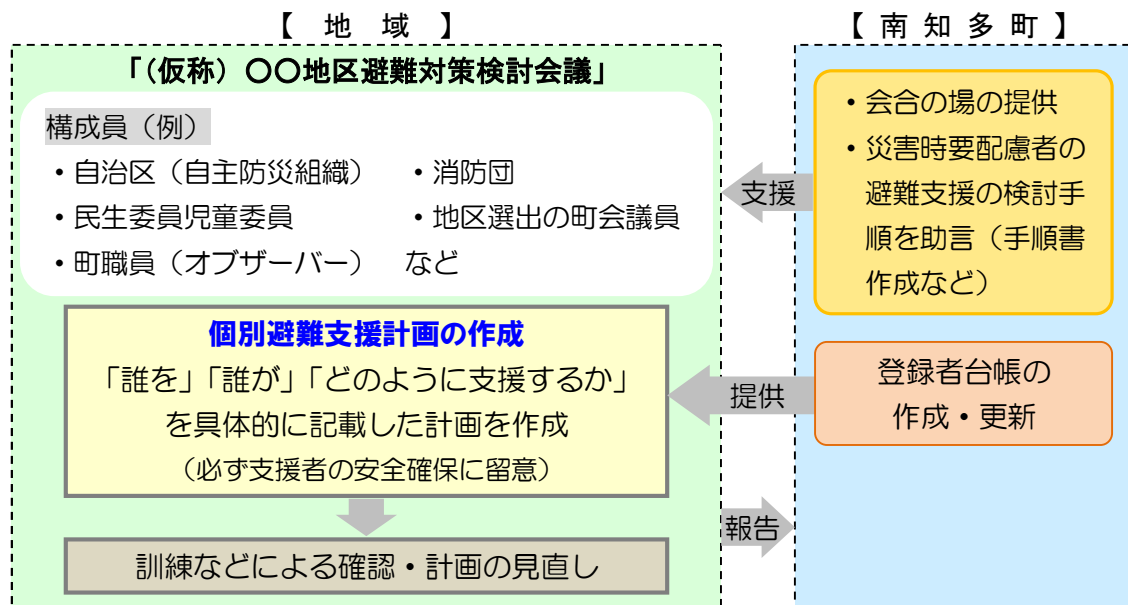 【 地 域 】
「（仮称）〇〇地区避難対策検討会議」
構成員（例）
・自治区（自主防災組織）　・消防団
・民生委員児童委員　・地区選出の町会議員
・町職員（オブザーバー）　など
個別避難支援計画の作成
「誰を」「誰が」「どのように支援するか」
を具体的に記載した計画を作成
（必ず支援者の安全確保に留意）
訓練などによる確認・計画の見直し
支援
提供
報告
【 南 知 多 町 】
・会合の場の提供
・災害時要配慮者の
避難支援の検討手
順を助言（手順書
作成など）
登録者台帳の
作成・更新